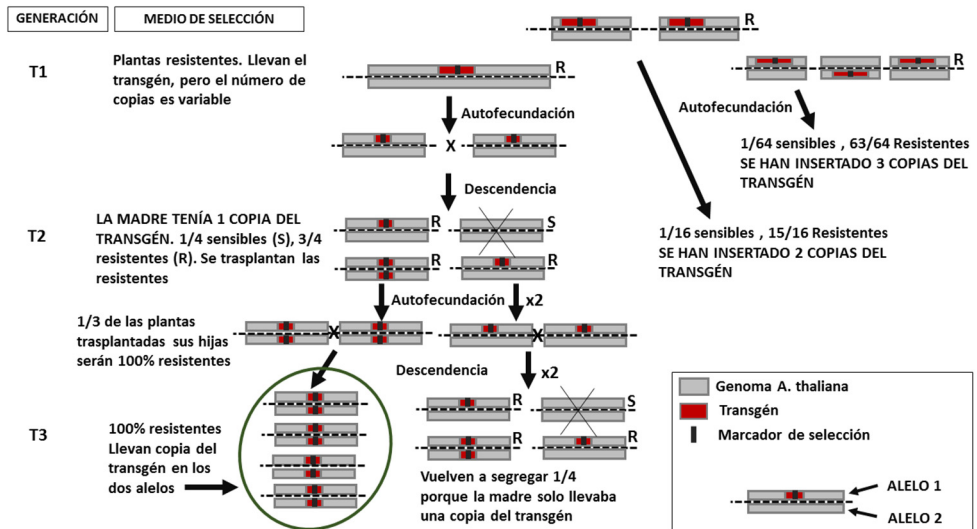 GENERACIÓN
MEDIO DE SELECCIÓN
R
T1
Plantas resistentes. Llevan el
transgén, pero el número de
copias es variable
R
R
Autofecundación
Autofecundación
X
1/64 sensibles , 63/64 Resistentes
SE HAN INSERTADO 3 COPIAS DEL
TRANSGÉN
Descendencia
T2
LA MADRE TENÍA 1 COPIA DEL
TRANSGÉN. 1/4 sensibles (S), 3/4
resistentes (R). Se trasplantan las
resistentes
R
S
R
R
1/16 sensibles , 15/16 Resistentes
SE HAN INSERTADO 2 COPIAS DEL
TRANSGÉN
Autofecundación
x2
1/3 de las plantas
trasplantadas sus hijas
serán 100% resistentes
X
X
Descendencia
x2
T3
100% resistentes
Llevan copia del
transgén en los
dos alelos
R
S
R
R
Vuelven a segregar 1/4
porque la madre solo llevaba
una copia del transgén
Genoma A. thaliana
Transgén
Marcador de selección
ALELO 1
ALELO 2